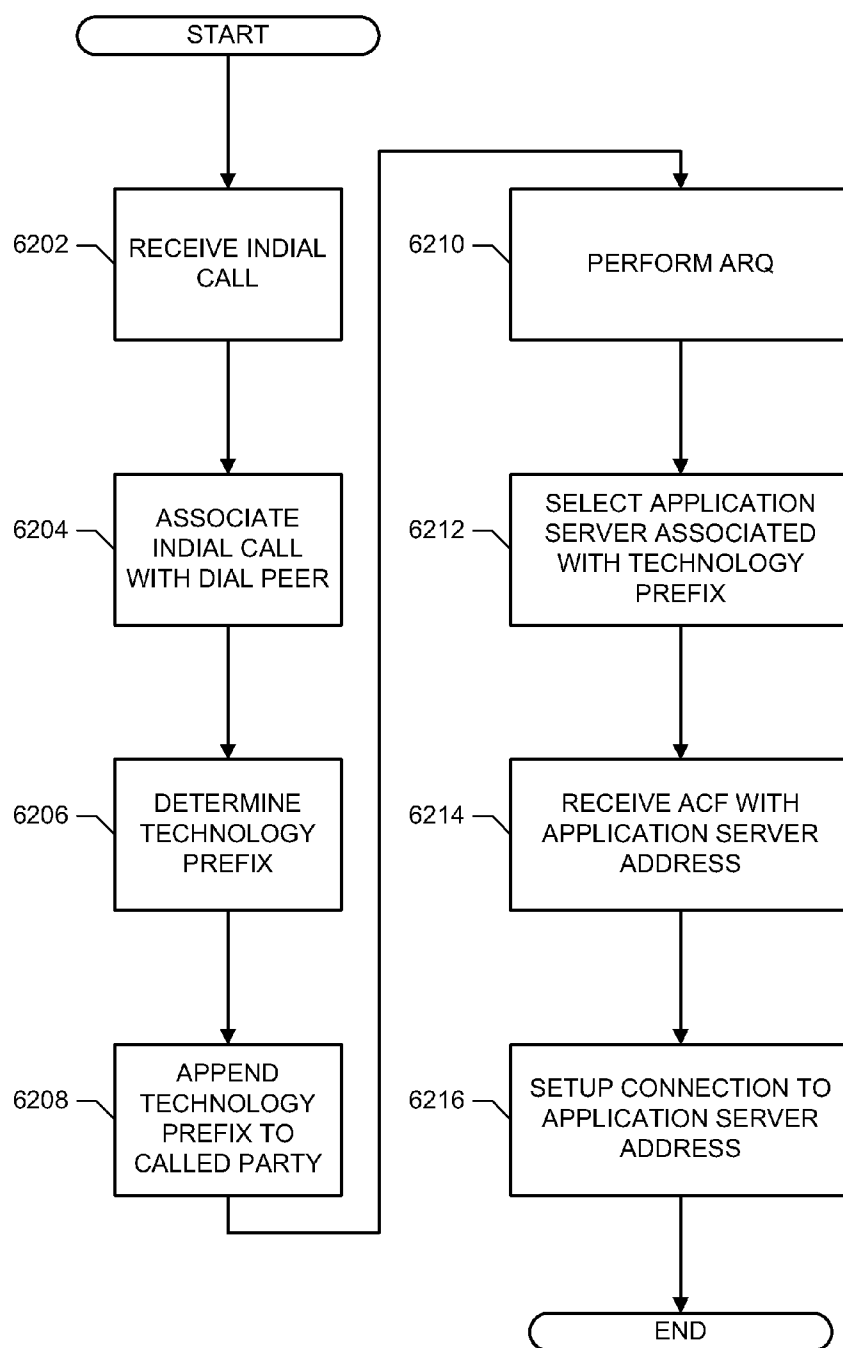 START
6202
RECEIVE INDIAL
CALL
6204
ASSOCIATE
INDIAL CALL
WITH DIAL PEER
6206
DETERMINE
TECHNOLOGY
PREFIX
6208
APPEND
TECHNOLOGY
PREFIX TO
CALLED PARTY
6210
PERFORM ARQ
6212
SELECT APPLICATION
SERVER ASSOCIATED
WITH TECHNOLOGY
PREFIX
6214
RECEIVE ACF WITH
APPLICATION SERVER
ADDRESS
6216
SETUP CONNECTION TO
APPLICATION SERVER
ADDRESS
END